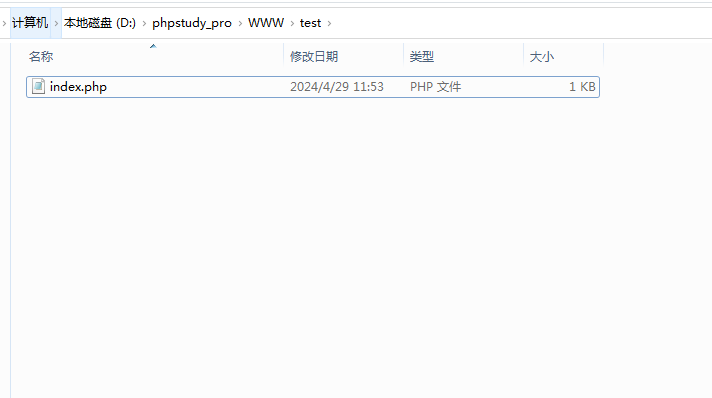 › 计算机 › 本地磁盘 (D:) › phpstudy_pro › WWW › test ›
名称 修改日期 类型 大小
index.php 2024/4/29 11:53 PHP 文件 1 KB